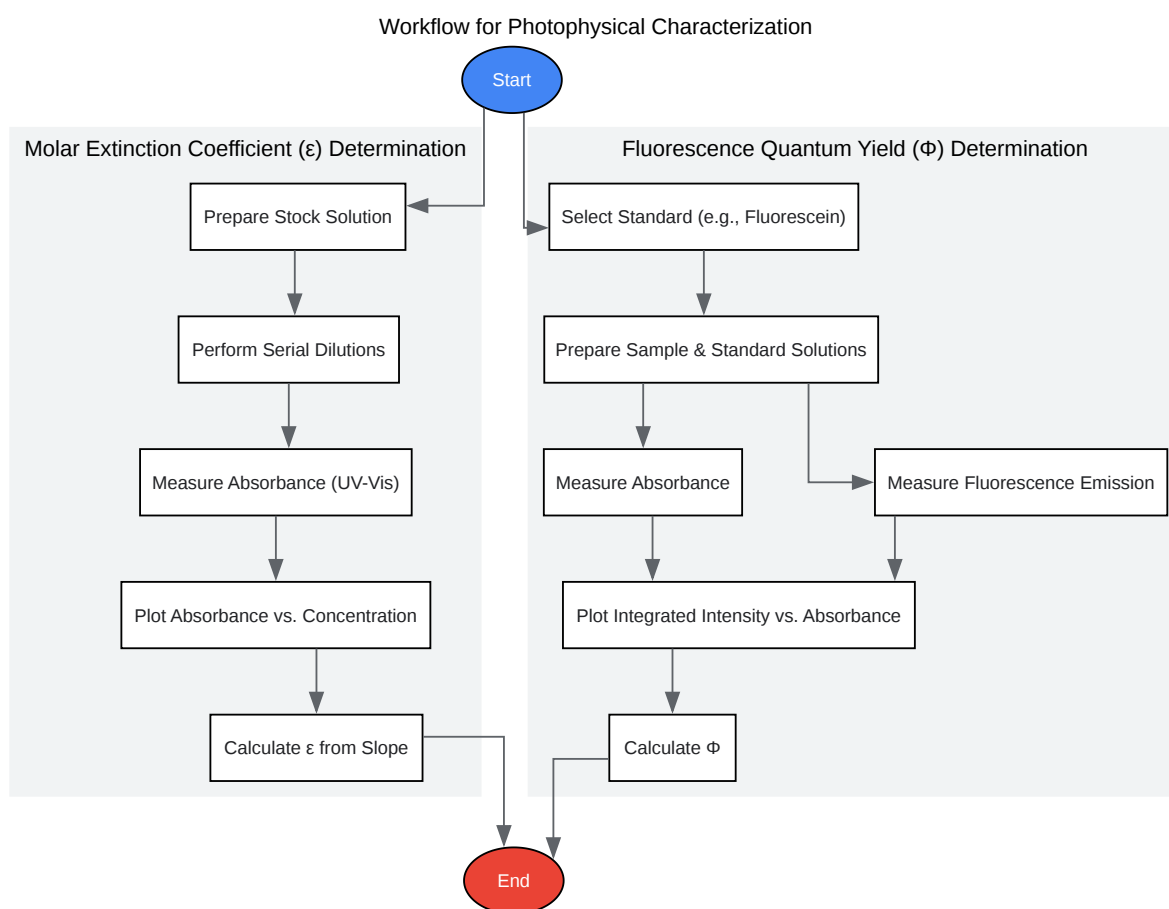 Workflow for Photophysical Characterization
Start
Molar Extinction Coefficient (ε) Determination
Prepare Stock Solution
Perform Serial Dilutions
Measure Absorbance (UV-Vis)
Plot Absorbance vs. Concentration
Calculate ε from Slope
Fluorescence Quantum Yield (Φ) Determination
Select Standard (e.g., Fluorescein)
Prepare Sample & Standard Solutions
Measure Absorbance
Measure Fluorescence Emission
Plot Integrated Intensity vs. Absorbance
Calculate Φ
End